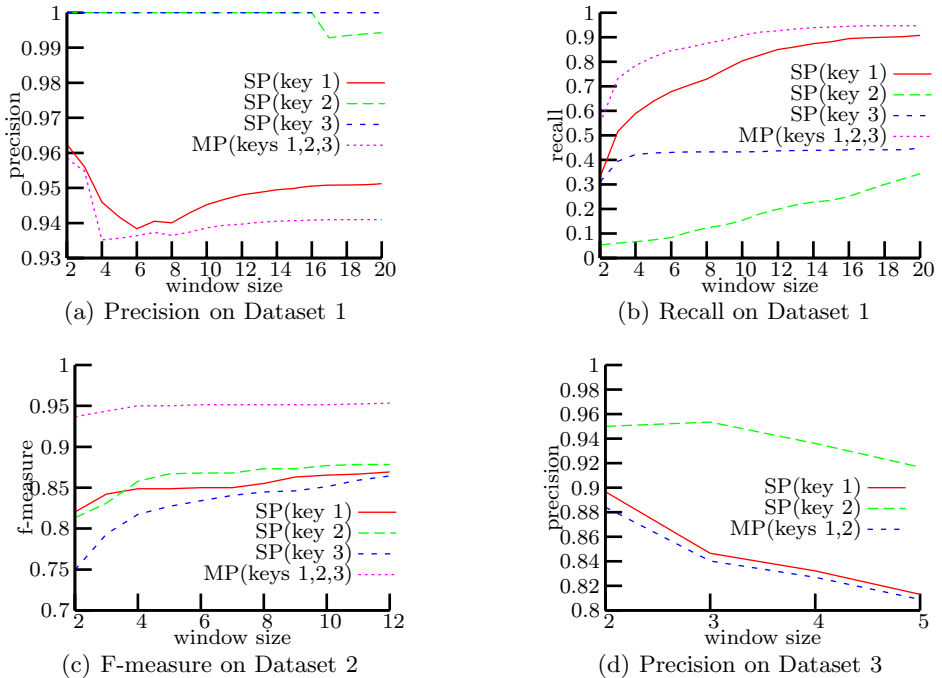 1
0.99
0.98
0.97
0.96
0.95
0.94
0.93
precision
SP(key 1)
SP(key 2)
SP(key 3)
MP(keys 1,2,3)
2 4 6 8 10 12 14 16 18 20
window size
(a) Precision on Dataset 1
1
0.9
0.8
0.7
0.6
0.5
0.4
0.3
0.2
0.1
0
recall
SP(key 1)
SP(key 2)
SP(key 3)
MP(keys 1,2,3)
2 4 6 8 10 12 14 16 18 20
window size
(b) Recall on Dataset 1
1
0.95
0.9
0.85
0.8
0.75
0.7
f-measure
SP(key 1)
SP(key 2)
SP(key 3)
MP(keys 1,2,3)
2 4 6 8 10 12
window size
(c) F-measure on Dataset 2
1
0.98
0.96
0.94
0.92
0.9
0.88
0.86
0.84
0.82
0.8
precision
SP(key 1)
SP(key 2)
MP(keys 1,2)
2 3 4 5
window size
(d) Precision on Dataset 3